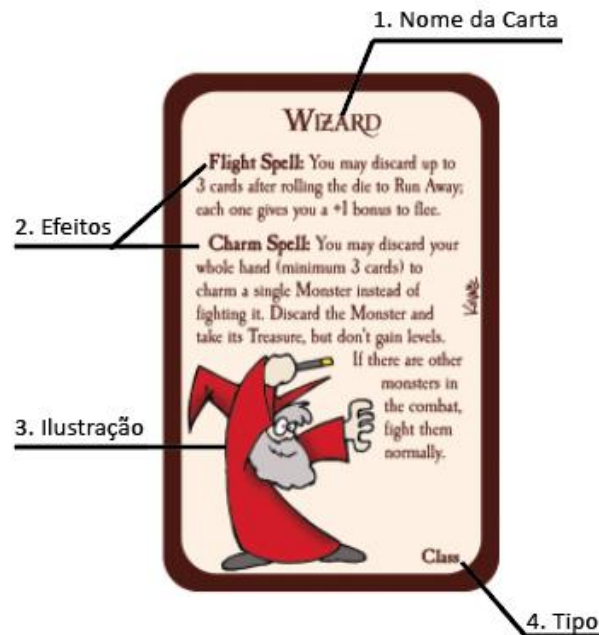 1. Nome da Carta
WIZARD
Flight Spell: You may discard up to
3 cards after rolling the die to Run Away;
each one gives you a +1 bonus to flee.
2. Efeitos
Charm Spell: You may discard your
whole hand (minimum 3 cards) to
charm a single Monster instead of
fighting it. Discard the Monster and
take its Treasure, but don't gain levels.
If there are other
monsters in
the combat,
fight them
normally.
3. Ilustração
Class
4. Tipo